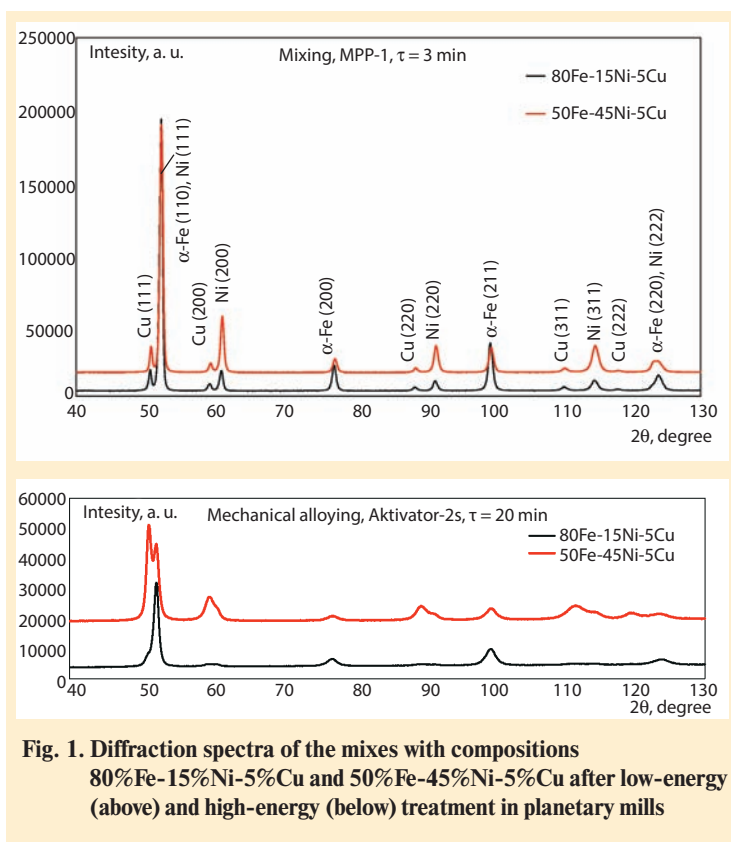 250000
Intesity, a. u.
Mixing, MPP-1, τ = 3 min
80Fe-15Ni-5Cu
50Fe-45Ni-5Cu
200000
150000
100000
50000
0
Cu (111)
α-Fe (110), Ni (111)
Cu (200)
Ni (200)
α-Fe (200)
Cu (220)
Ni (220)
α-Fe (211)
Cu (311)
Ni (311)
Cu (222)
α-Fe (220), Ni (222)
40 50 60 70 80 90 100 110 120 130
2θ, degree
60000
Intesity, a. u.
Mechanical alloying, Aktivator-2s, τ = 20 min
80Fe-15Ni-5Cu
50Fe-45Ni-5Cu
50000
40000
30000
20000
10000
0
40 50 60 70 80 90 100 110 120 130
2θ, degree
Fig. 1. Diffraction spectra of the mixes with compositions
80%Fe-15%Ni-5%Cu and 50%Fe-45%Ni-5%Cu after low-energy
(above) and high-energy (below) treatment in planetary mills